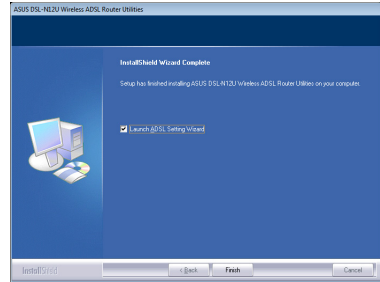 ASUS DSL-N12U Wireless ADSL Router Utilities
InstallShield Wizard Complete
Setup has finished installing ASUS DSL-N12U Wireless ADSL Router Utilities on your computer.
Launch ADSL Setting Wizard
InstallShield
< Back
Finish
Cancel